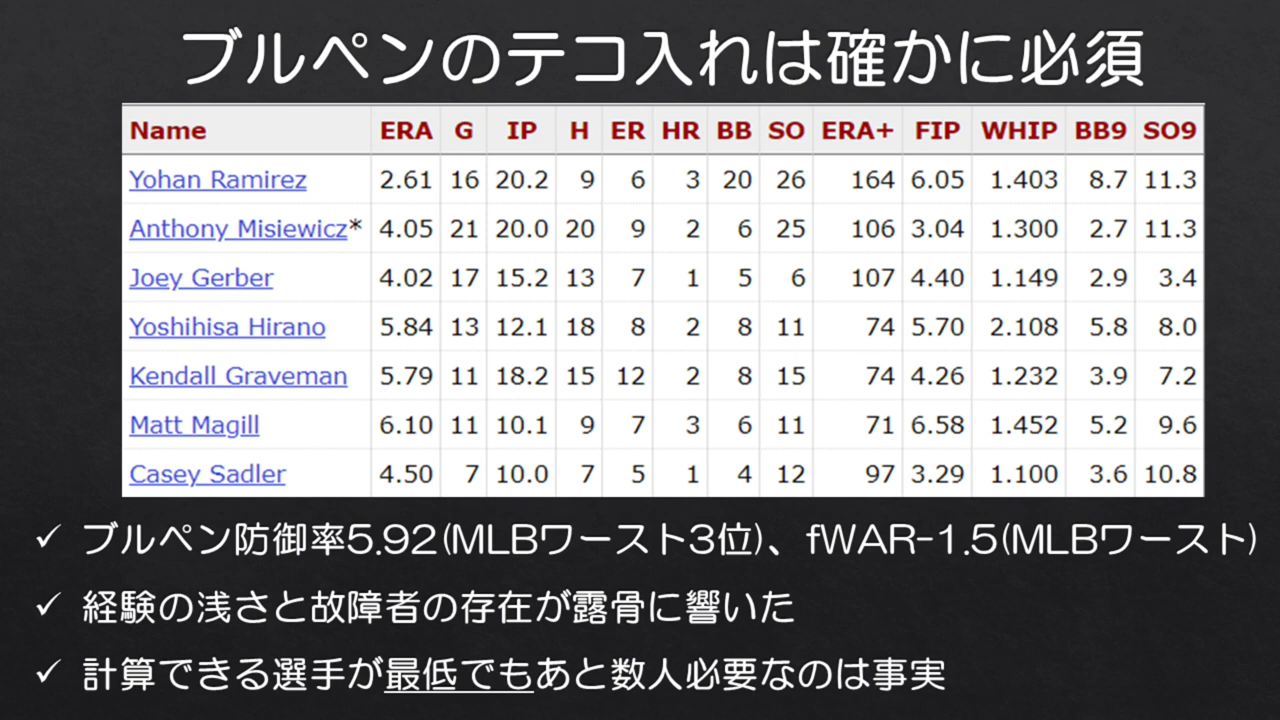 ブルペンのテコ入れは確かに必須
Name ERA G IP H ER HR BB SO ERA+ FIP WHIP BB9 SO9
Yohan Ramirez 2.61 16 20.2 9 6 3 20 26 164 6.05 1.403 8.7 11.3
Anthony Misiewicz* 4.05 21 20.0 20 9 2 6 25 106 3.04 1.300 2.7 11.3
Joey Gerber 4.02 17 15.2 13 7 1 5 6 107 4.40 1.149 2.9 3.4
Yoshihisa Hirano 5.84 13 12.1 18 8 2 8 11 74 5.70 2.108 5.8 8.0
Kendall Graveman 5.79 11 18.2 15 12 2 8 15 74 4.26 1.232 3.9 7.2
Matt Magill 6.10 11 10.1 9 7 3 6 11 71 6.58 1.452 5.2 9.6
Casey Sadler 4.50 7 10.0 7 5 1 4 12 97 3.29 1.100 3.6 10.8
✓ ブルペン防御率5.92(MLBワースト3位)、fWAR-1.5(MLBワースト)
✓ 経験の浅さと故障者の存在が露骨に響いた
✓ 計算できる選手が最低でもあと数人必要なのは事実